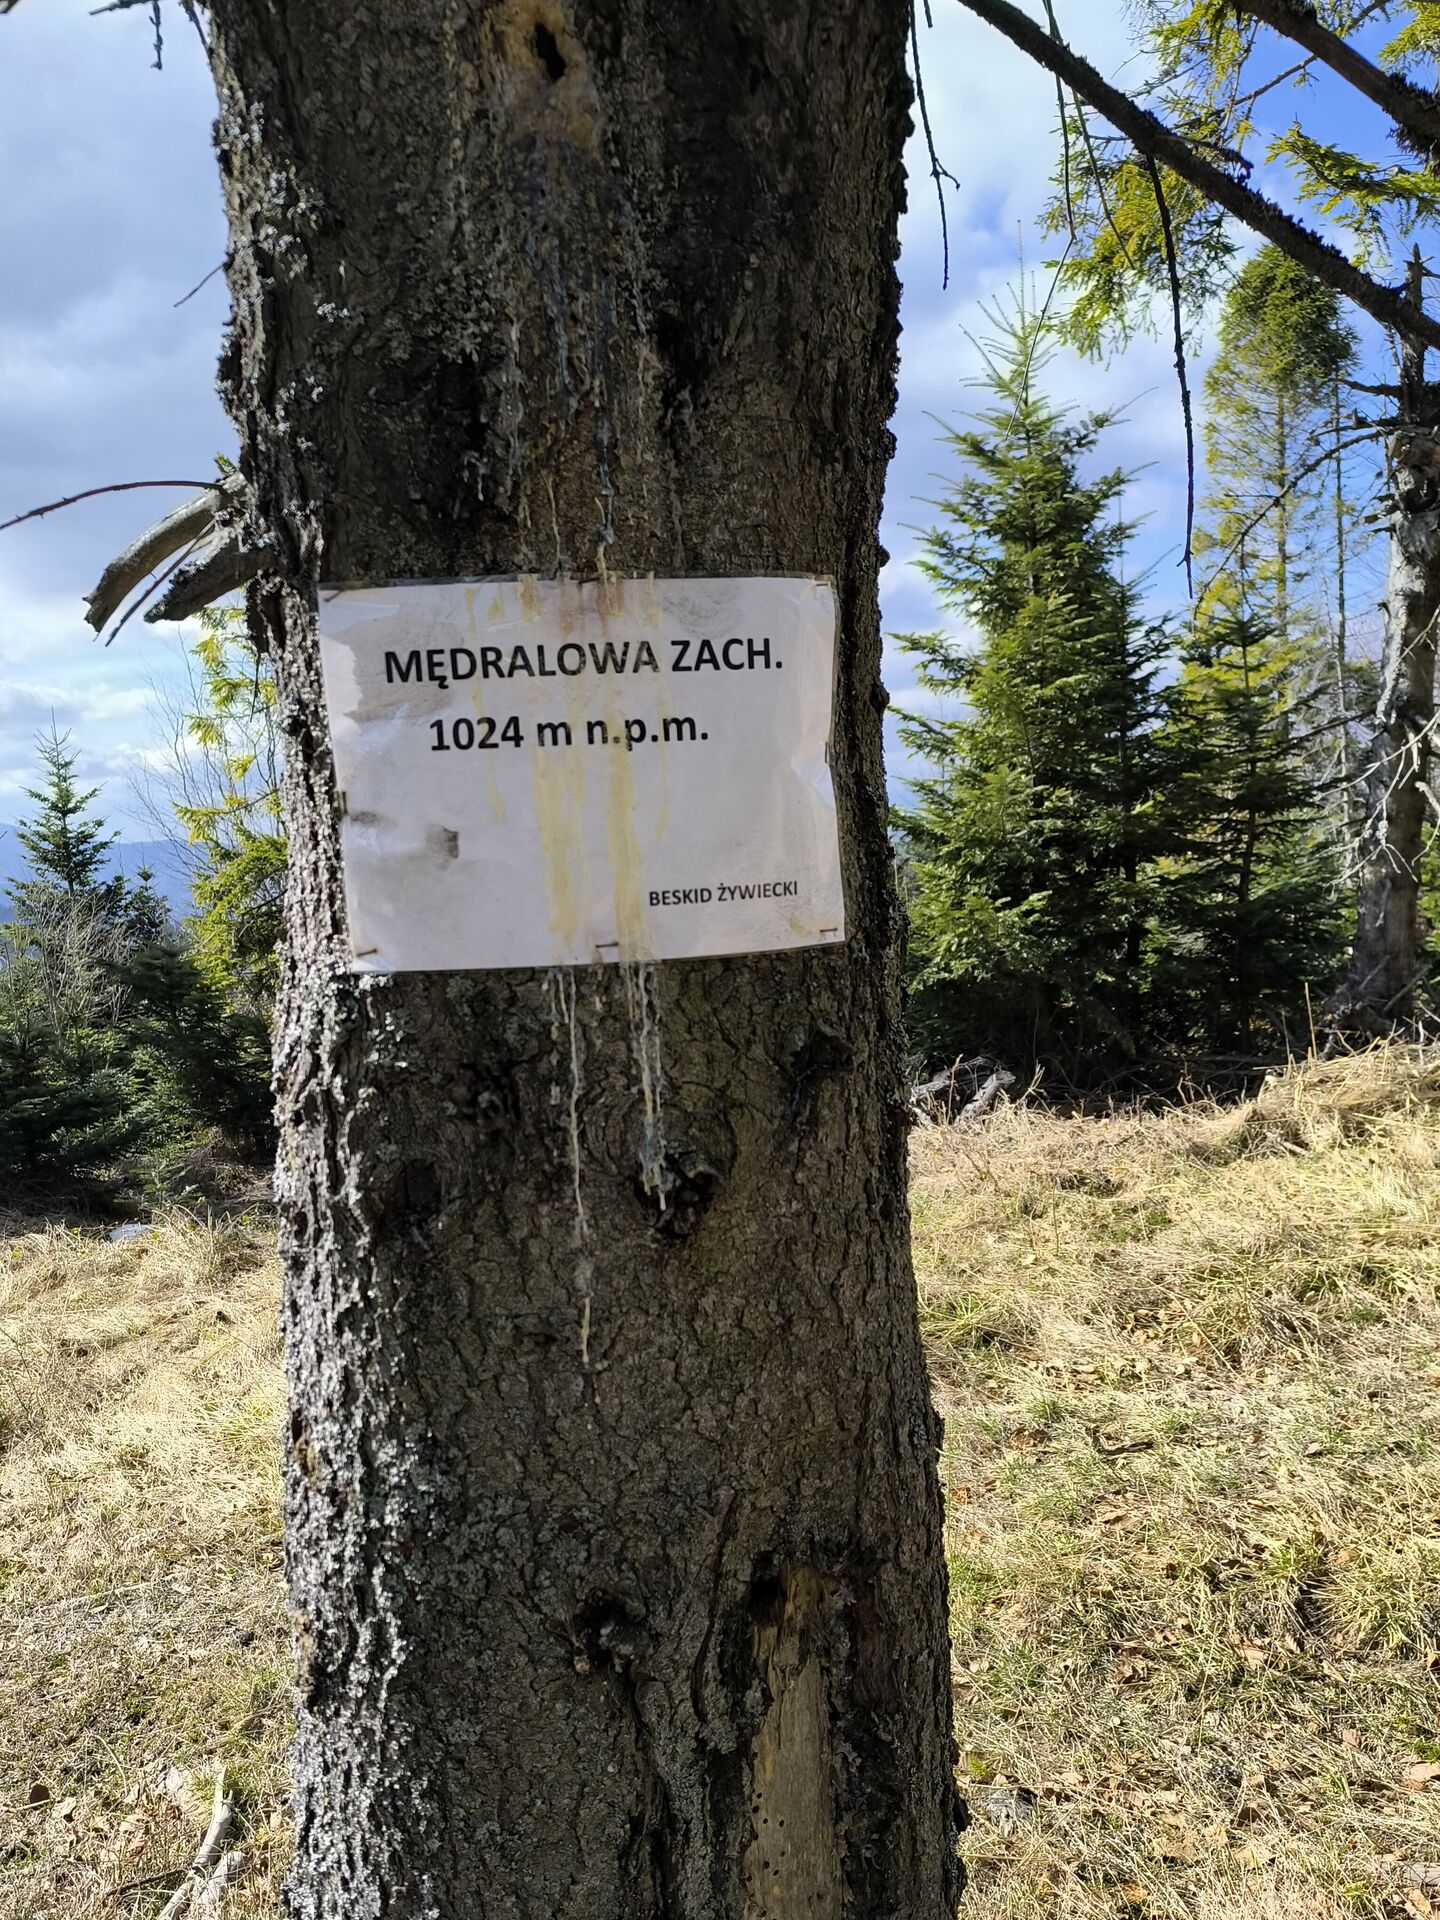 MĘDRALOWA ZACH.
1024 m n.p.m.
BESKID ŻYWIECKI